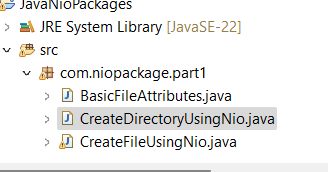 JavaNioPackages
JRE System Library [JavaSE-22]
src
com.niopackage.part1
BasicFileAttributes.java
CreateDirectoryUsingNio.java
CreateFileUsingNio.java